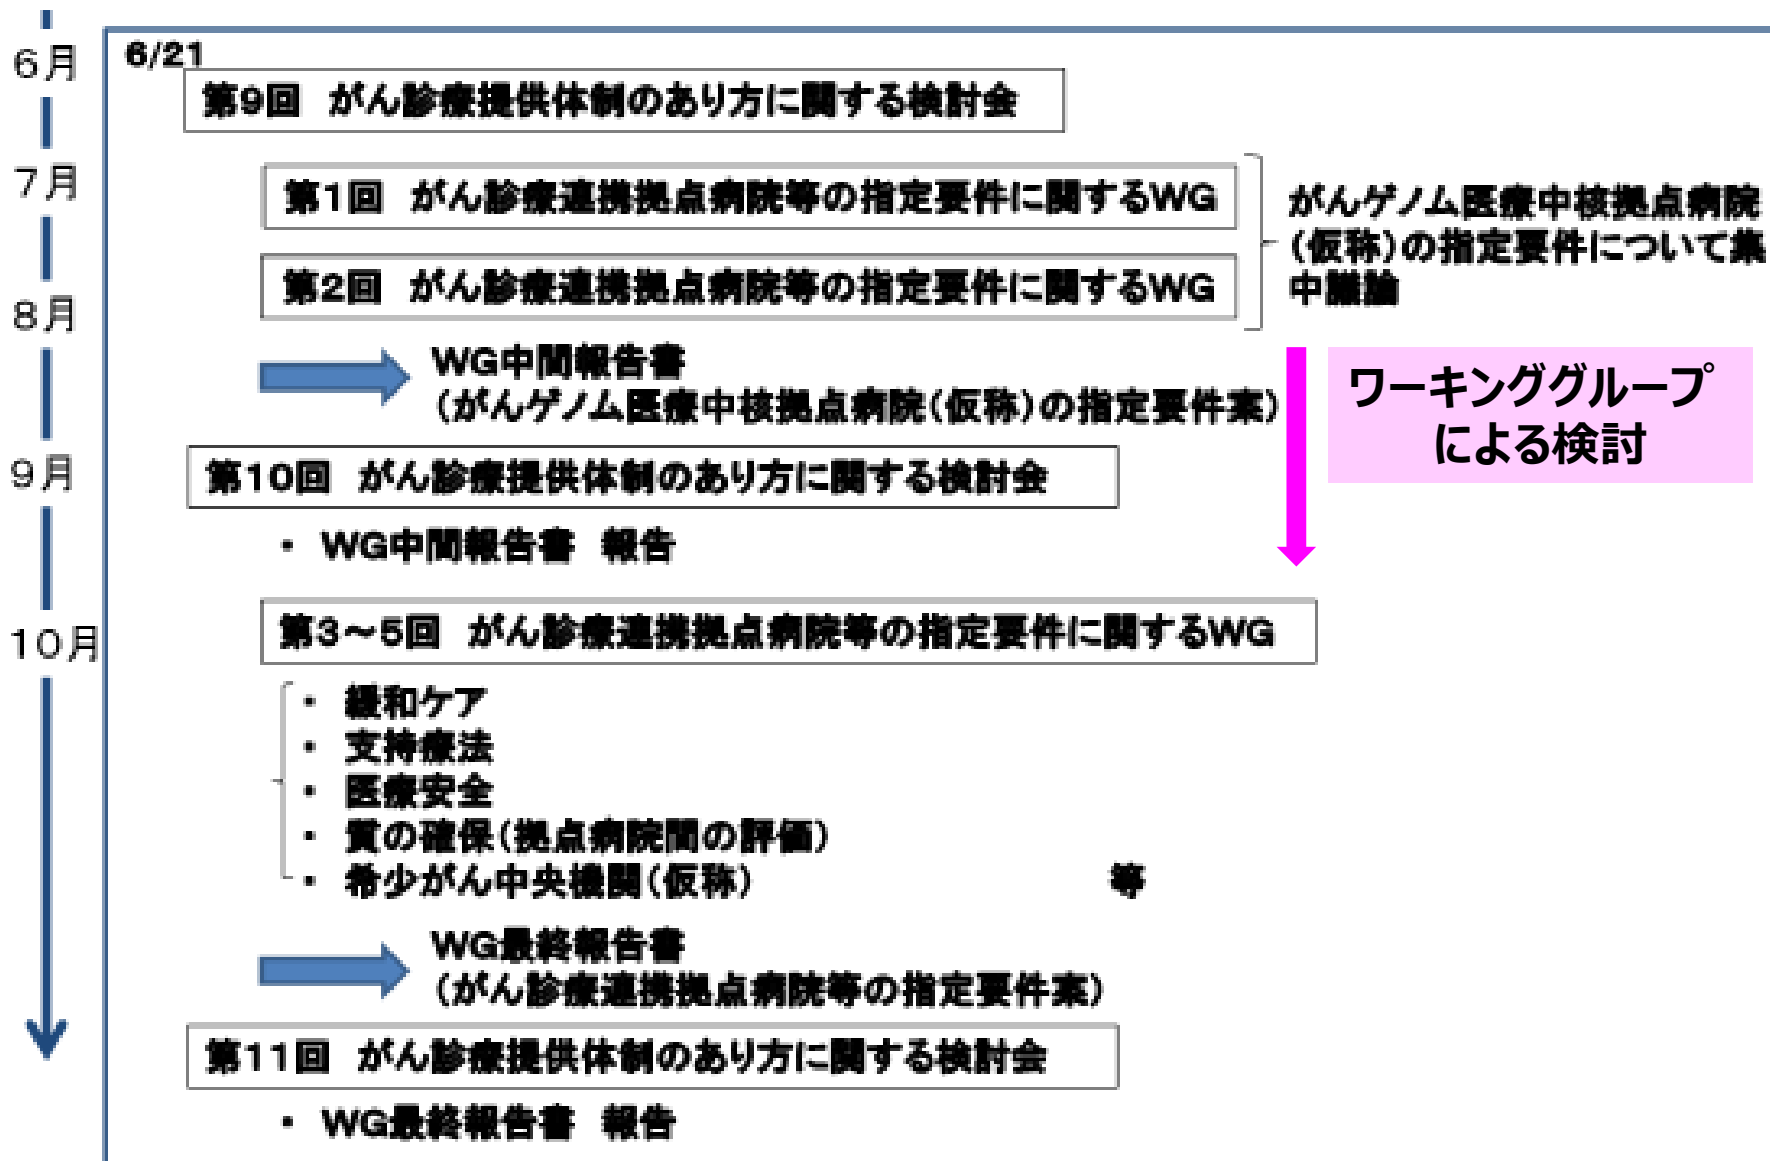 6月
6/21
第9回 がん診療提供体制のあり方に関する検討会
7月
第1回 がん診療連携拠点病院等の指定要件に関するWG
がんゲノム医療中核拠点病院
(仮称)の指定要件について集
中議論
第2回 がん診療連携拠点病院等の指定要件に関するWG
8月
WG中間報告書
(がんゲノム医療中核拠点病院(仮称)の指定要件案)
ワーキンググループ
による検討
9月
第10回 がん診療提供体制のあり方に関する検討会
・ WG中間報告書 報告
10月
第3～5回 がん診療連携拠点病院等の指定要件に関するWG
・ 緩和ケア
・ 支持療法
・ 医療安全
・ 質の確保(拠点病院間の評価)
・ 希少がん中央機関(仮称) 等
WG最終報告書
(がん診療連携拠点病院等の指定要件案)
第11回 がん診療提供体制のあり方に関する検討会
・ WG最終報告書 報告